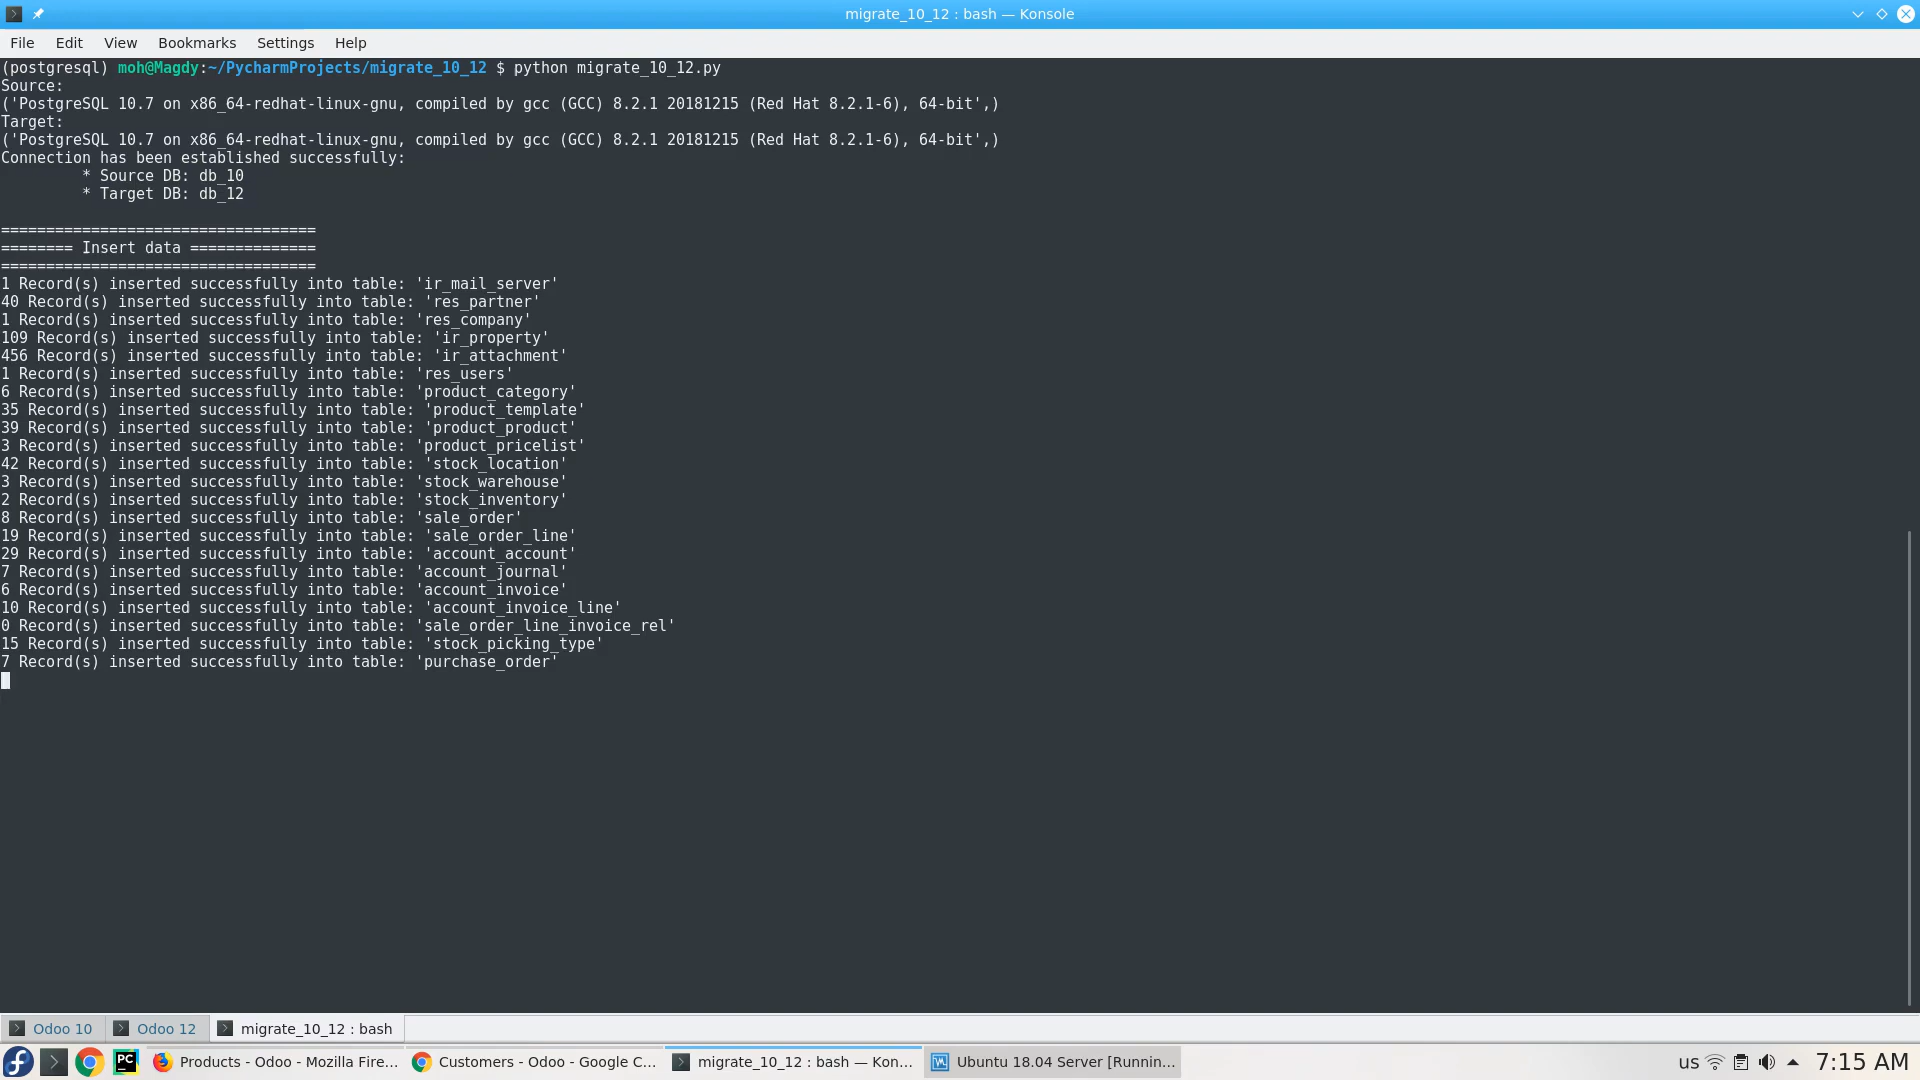 migrate_10_12 : bash — Konsole
File Edit View Bookmarks Settings Help
(postgresql) moh@Magdy:~/PycharmProjects/migrate_10_12 $ python migrate_10_12.py
Source:
('PostgreSQL 10.7 on x86_64-redhat-linux-gnu, compiled by gcc (GCC) 8.2.1 20181215 (Red Hat 8.2.1-6), 64-bit',)
Target:
('PostgreSQL 10.7 on x86_64-redhat-linux-gnu, compiled by gcc (GCC) 8.2.1 20181215 (Red Hat 8.2.1-6), 64-bit',)
Connection has been established successfully:
* Source DB: db_10
* Target DB: db_12
===================================
======== Insert data ==============
===================================
1 Record(s) inserted successfully into table: 'ir_mail_server'
40 Record(s) inserted successfully into table: 'res_partner'
1 Record(s) inserted successfully into table: 'res_company'
109 Record(s) inserted successfully into table: 'ir_property'
456 Record(s) inserted successfully into table: 'ir_attachment'
1 Record(s) inserted successfully into table: 'res_users'
6 Record(s) inserted successfully into table: 'product_category'
35 Record(s) inserted successfully into table: 'product_template'
39 Record(s) inserted successfully into table: 'product_product'
3 Record(s) inserted successfully into table: 'product_pricelist'
42 Record(s) inserted successfully into table: 'stock_location'
3 Record(s) inserted successfully into table: 'stock_warehouse'
2 Record(s) inserted successfully into table: 'stock_inventory'
8 Record(s) inserted successfully into table: 'sale_order'
19 Record(s) inserted successfully into table: 'sale_order_line'
29 Record(s) inserted successfully into table: 'account_account'
7 Record(s) inserted successfully into table: 'account_journal'
6 Record(s) inserted successfully into table: 'account_invoice'
10 Record(s) inserted successfully into table: 'account_invoice_line'
0 Record(s) inserted successfully into table: 'sale_order_line_invoice_rel'
15 Record(s) inserted successfully into table: 'stock_picking_type'
7 Record(s) inserted successfully into table: 'purchase_order'
Odoo 10 Odoo 12 migrate_10_12 : bash
PC Products - Odoo - Mozilla Fire... Customers - Odoo - Google C... migrate_10_12 : bash — Kon... Ubuntu 18.04 Server [Runnin... us 7:15 AM